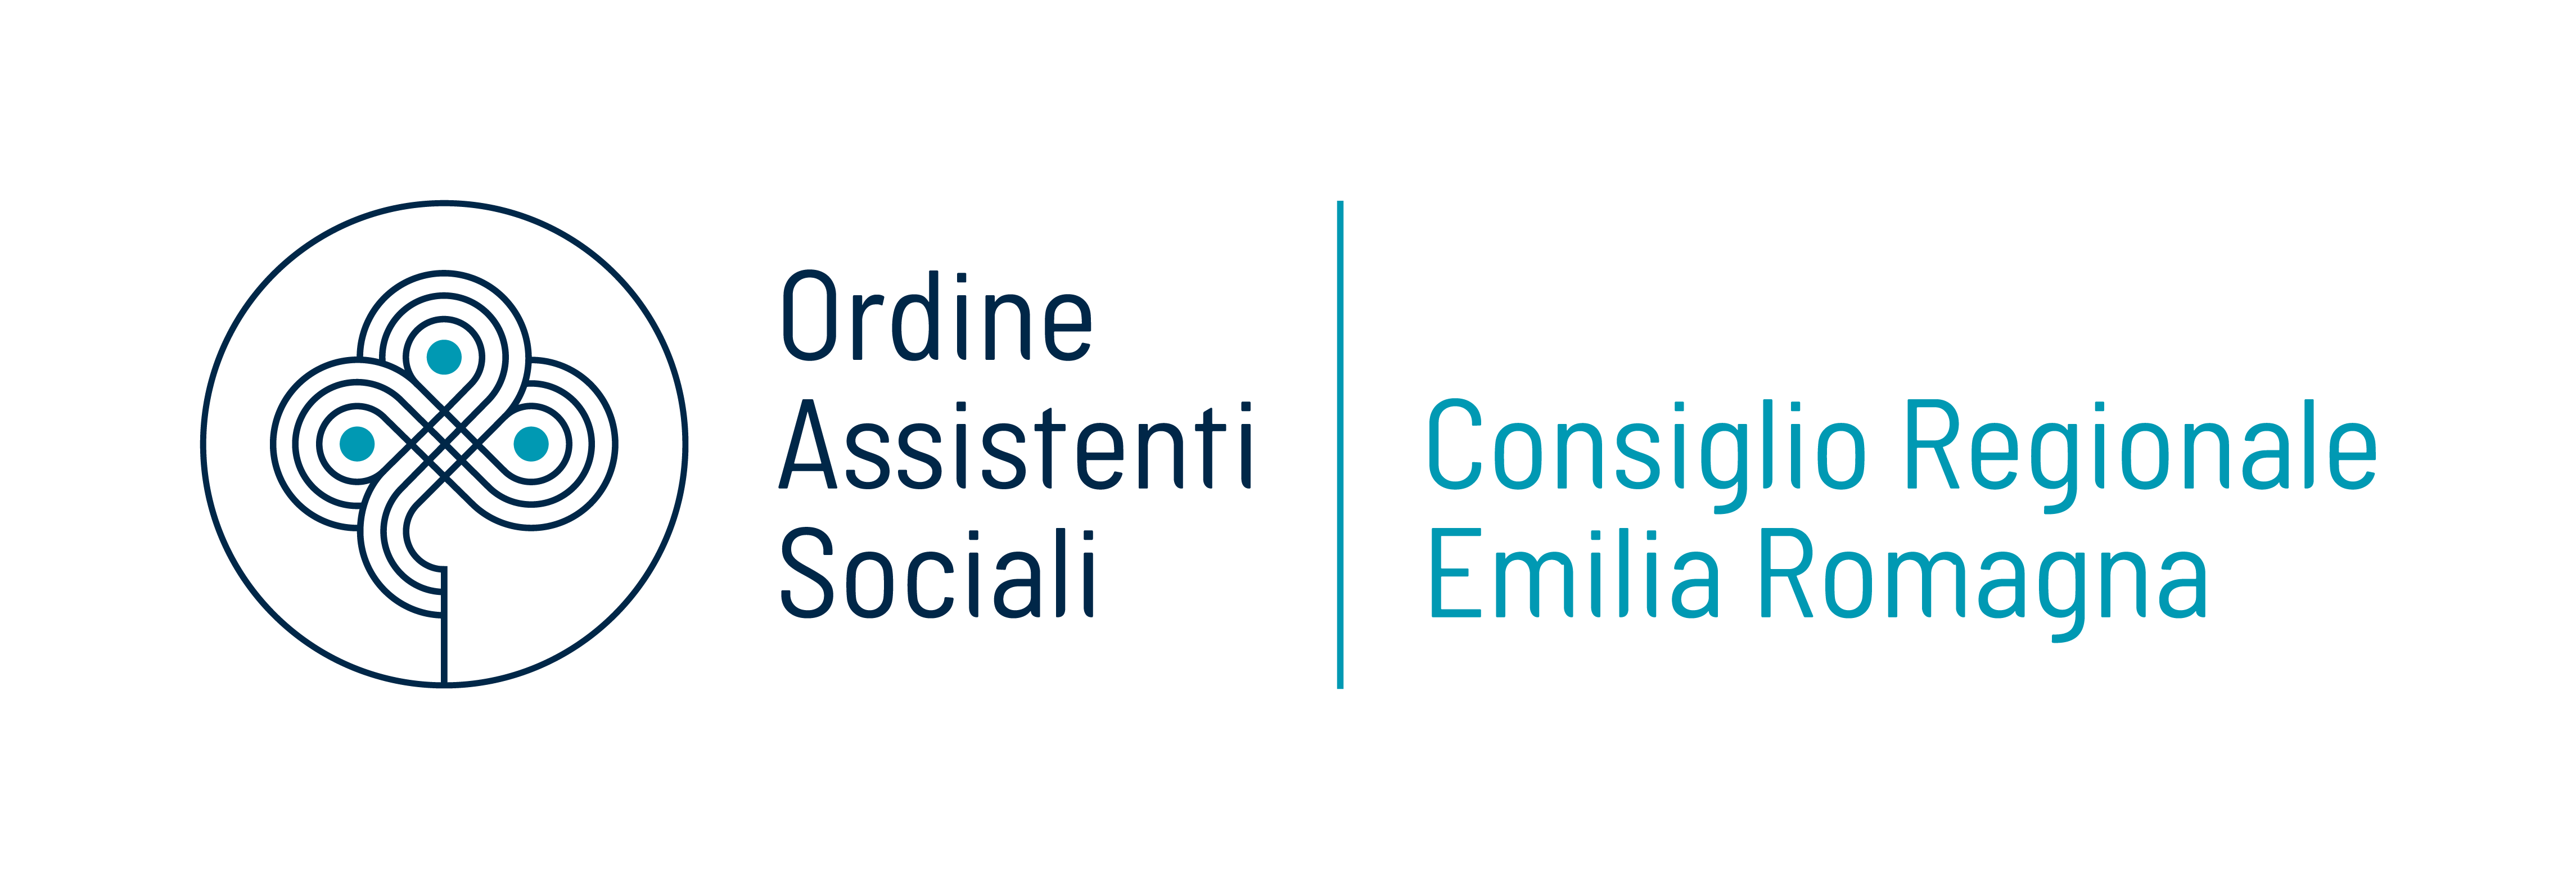 Ordine
Assistenti
Sociali
Consiglio Regionale
Emilia Romagna